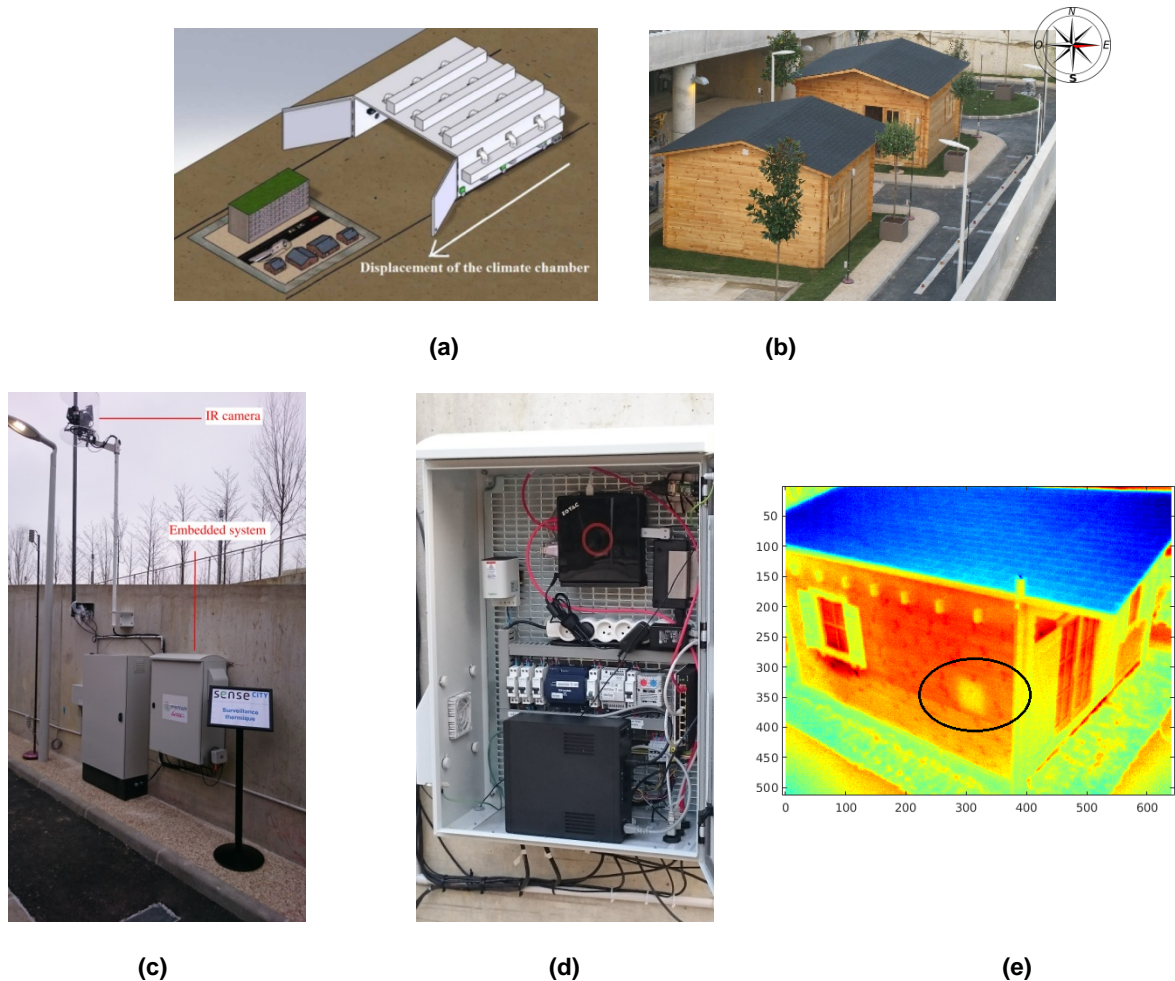 N
O
E
S
Displacement of the climate chamber
(a)
(b)
IR camera
Embedded system
SENSE CITY
Surveillance
thermique
ZOTAC
50
100
150
200
250
300
350
400
450
500
0
100
200
300
400
500
600
(c)
(d)
(e)